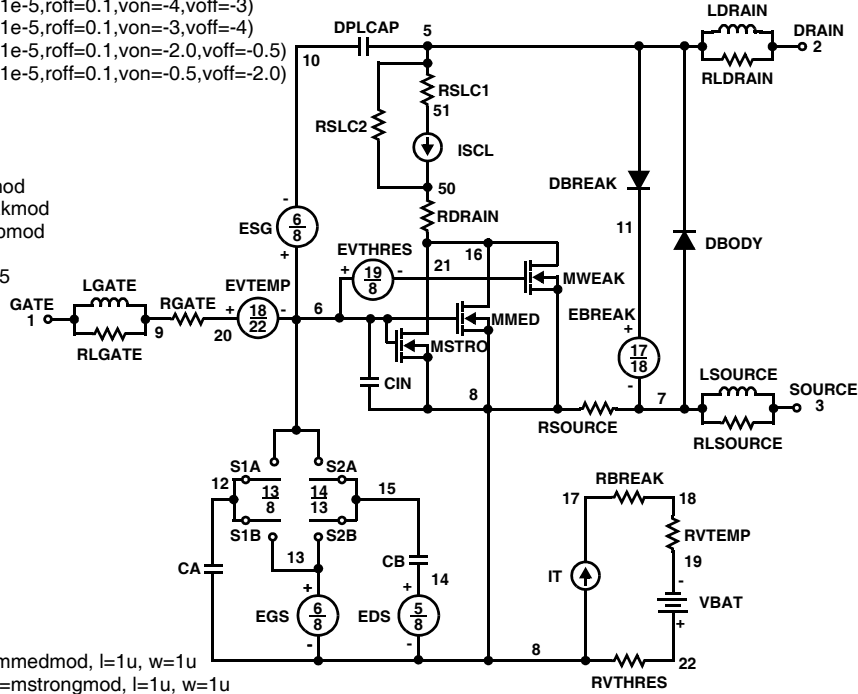 1e-5,roff=0.1,von=-4,voff=-3)
1e-5,roff=0.1,von=-3,voff=-4)
1e-5,roff=0.1,von=-2.0,voff=-0.5)
1e-5,roff=0.1,von=-0.5,voff=-2.0)
LDRAIN
DPLCAP
5
DRAIN
2
10
RLDRAIN
RSLC1
51
RSLC2
ISCL
nod
kmod
omod
50
DBREAK
RDRAIN
ESG
6
8
-
+
11
DBODY
EVTHRES
+
19
8
-
21
16
MWEAK
5
LGATE
EVTEMP
GATE
1
RGATE
+
18
22
-
6
MMED
EBREAK
+
17
18
-
9
20
RLGATE
MSTRO
LSOURCE
CIN
8
7
SOURCE
3
RSOURCE
RLSOURCE
S1A
S2A
12
13
8
14
13
15
RBREAK
17
18
S1B
S2B
RVTEMP
13
CB
19
CA
14
IT
-
VBAT
+
+
EGS
6
8
-
+
EDS
5
8
-
8
22
RVTHRES
mmedmod, l=1u, w=1u
=mstrongmod, l=1u, w=1u